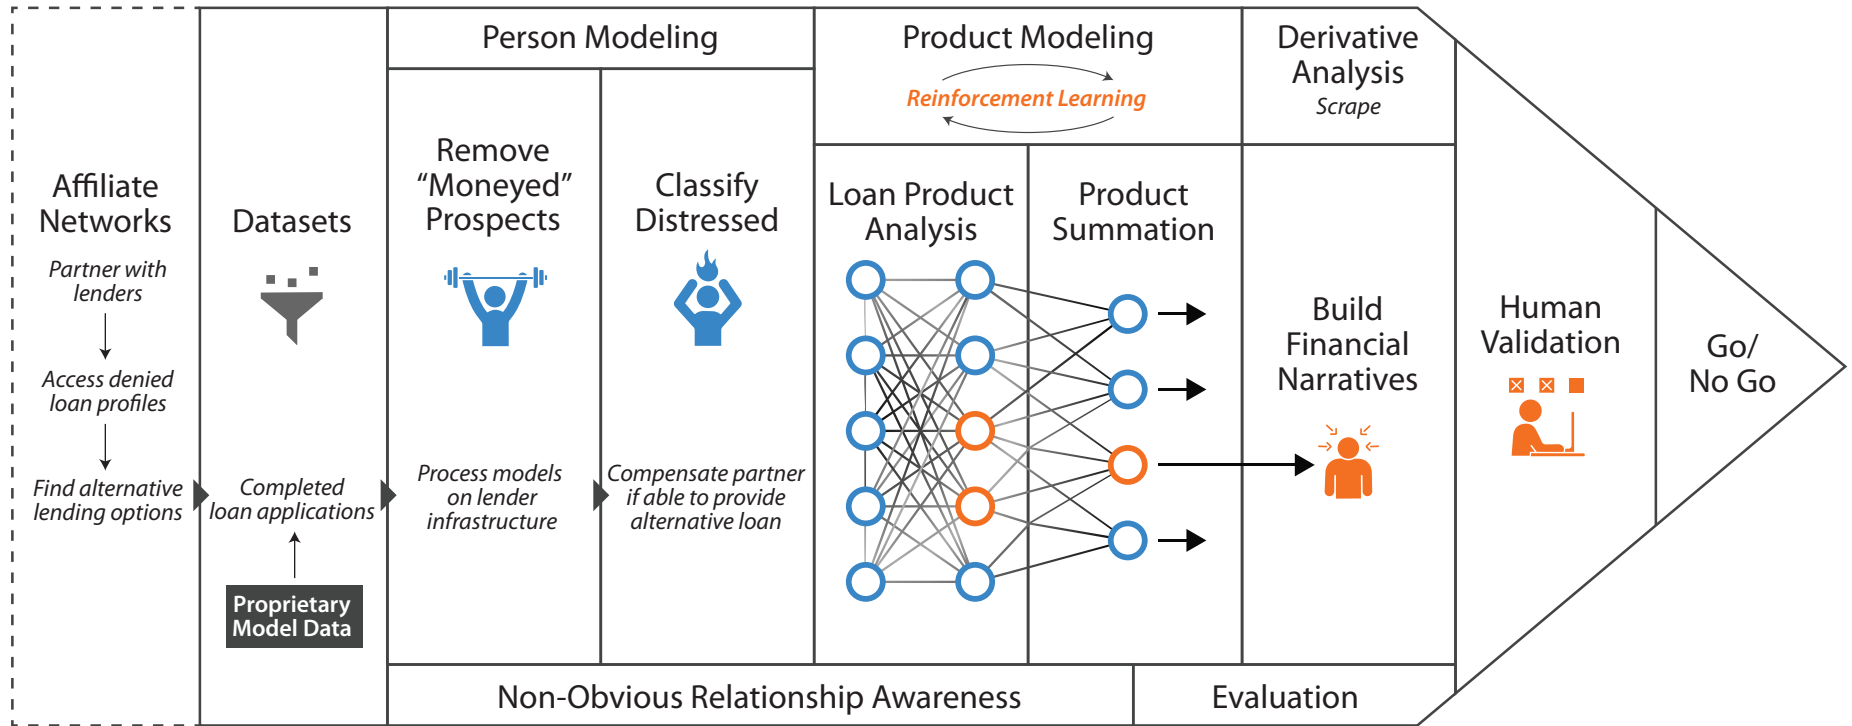 Person Modeling
Product Modeling
Reinforcement Learning
Derivative
Analysis
Scrape
Affiliate
Networks
Partner with
lenders
Access denied
loan profiles
Find alternative
lending options
Datasets
Completed
loan applications
Proprietary
Model Data
Remove
“Moneyed”
Prospects
Process models
on lender
infrastructure
Classify
Distressed
Compensate partner
if able to provide
alternative loan
Loan Product
Analysis
Product
Summation
Build
Financial
Narratives
Human
Validation
Go/
No Go
Non-Obvious Relationship Awareness
Evaluation